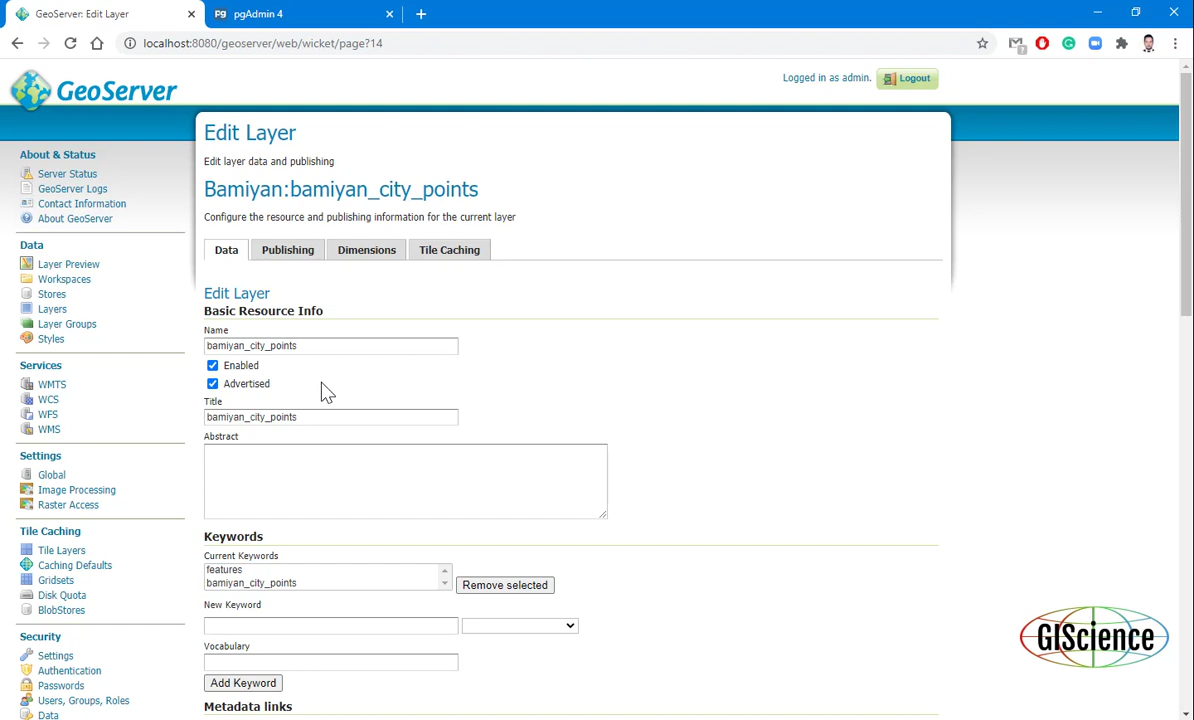 GeoServer: Edit Layer
pgAdmin 4
localhost:8080/geoserver/web/wicket/page?14
GeoServer
Logged in as admin.
Logout
About & Status
Server Status
GeoServer Logs
Contact Information
About GeoServer
Data
Layer Preview
Workspaces
Stores
Layers
Layer Groups
Styles
Services
WMTS
WCS
WFS
WMS
Settings
Global
Image Processing
Raster Access
Tile Caching
Tile Layers
Caching Defaults
Gridsets
Disk Quota
BlobStores
Security
Settings
Authentication
Passwords
Users, Groups, Roles
Data
Edit Layer
Edit layer data and publishing
Bamiyan:bamiyan_city_points
Configure the resource and publishing information for the current layer
Data Publishing Dimensions Tile Caching
Edit Layer
Basic Resource Info
Name
bamiyan_city_points
Enabled
Advertised
Title
bamiyan_city_points
Abstract
Keywords
Current Keywords
features
bamiyan_city_points
Remove selected
New Keyword
Vocabulary
Add Keyword
Metadata links
GIScience